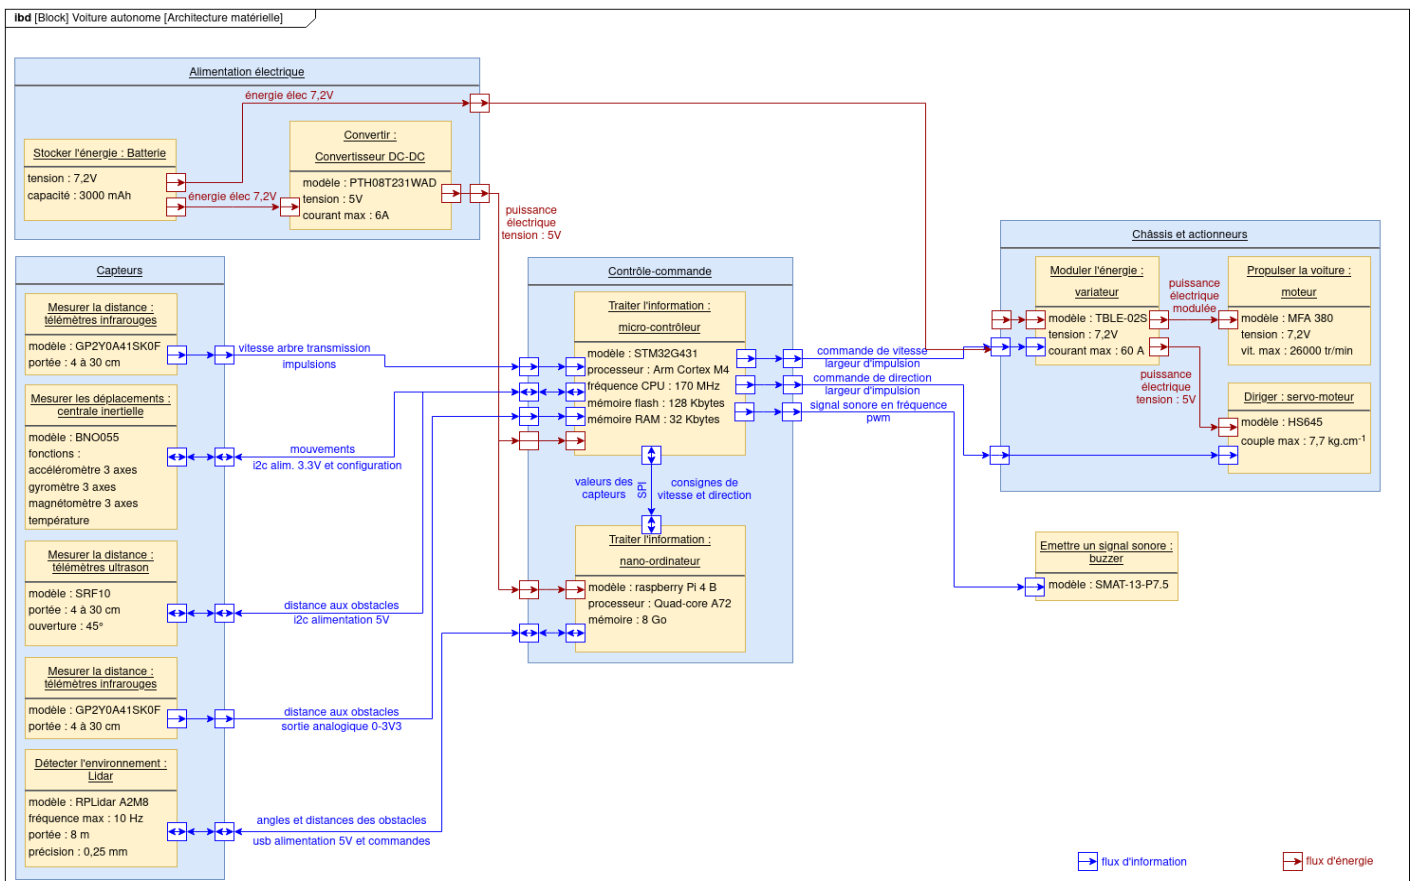 ibd [Block] Voiture autonome [Architecture matérielle]
Alimentation électrique
énergie élec 7,2V
Stocker l'énergie : Batterie
tension : 7,2V
capacité : 3000 mAh
énergie élec 7,2V
Convertir :
Convertisseur DC-DC
modèle : PTH08T231WAD
tension : 5V
courant max : 6A
puissance
électrique
tension : 5V
Capteurs
Mesurer la distance :
télémètres infrarouges
modèle : GP2Y0A41SK0F
portée : 4 à 30 cm
vitesse arbre transmission
impulsions
Mesurer les déplacements :
centrale inertielle
modèle : BNO055
fonctions :
accéléromètre 3 axes
gyromètre 3 axes
magnétomètre 3 axes
température
mouvements
i2c alim. 3.3V et configuration
Mesurer la distance :
télémètres ultrason
modèle : SRF10
portée : 4 à 30 cm
ouverture : 45°
distance aux obstacles
i2c alimentation 5V
Mesurer la distance :
télémètres infrarouges
modèle : GP2Y0A41SK0F
portée : 4 à 30 cm
distance aux obstacles
sortie analogique 0-3V3
Détecter l'environnement :
Lidar
modèle : RPLidar A2M8
fréquence max : 10 Hz
portée : 8 m
précision : 0,25 mm
angles et distances des obstacles
usb alimentation 5V et commandes
Contrôle-commande
Traiter l'information :
micro-contrôleur
modèle : STM32G431
processeur : Arm Cortex M4
fréquence CPU : 170 MHz
mémoire flash : 128 Kbytes
mémoire RAM : 32 Kbytes
valeurs des
capteurs
SPI
consignes de
vitesse et direction
Traiter l'information :
nano-ordinateur
modèle : raspberry Pi 4 B
processeur : Quad-core A72
mémoire : 8 Go
commande de vitesse
largeur d'impulsion
commande de direction
largeur d'impulsion
signal sonore en fréquence
pwm
Châssis et actionneurs
Moduler l'énergie :
variateur
modèle : TBLE-02S
tension : 7,2V
courant max : 60 A
puissance
électrique
modulée
Propulser la voiture :
moteur
modèle : MFA 380
tension : 7,2V
vit. max : 26000 tr/min
puissance
électrique
tension : 5V
Diriger : servo-moteur
modèle : HS645
couple max : 7,7 kg.cm-1
Emettre un signal sonore :
buzzer
modèle : SMAT-13-P7.5
flux d'information
flux d'énergie